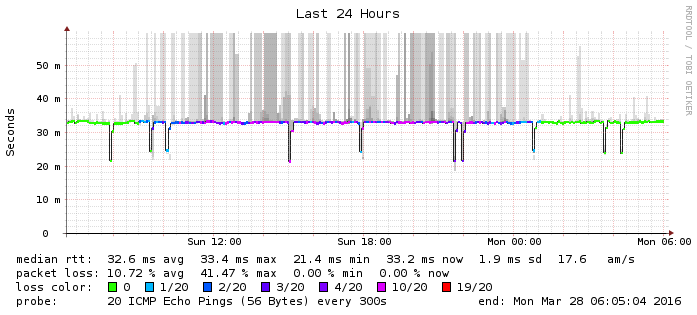 Last 24 Hours
RRDTOOL / TOBI OETIKER
Seconds
50 m
40 m
30 m
20 m
10 m
0
Sun 12:00 Sun 18:00 Mon 00:00 Mon 06:00
median rtt: 32.6 ms avg 33.4 ms max 21.4 ms min 33.2 ms now 1.9 ms sd 17.6 am/s
packet loss: 10.72 % avg 41.47 % max 0.00 % min 0.00 % now
loss color: 0 1/20 2/20 3/20 4/20 10/20 19/20
probe: 20 ICMP Echo Pings (56 Bytes) every 300s end: Mon Mar 28 06:05:04 2016